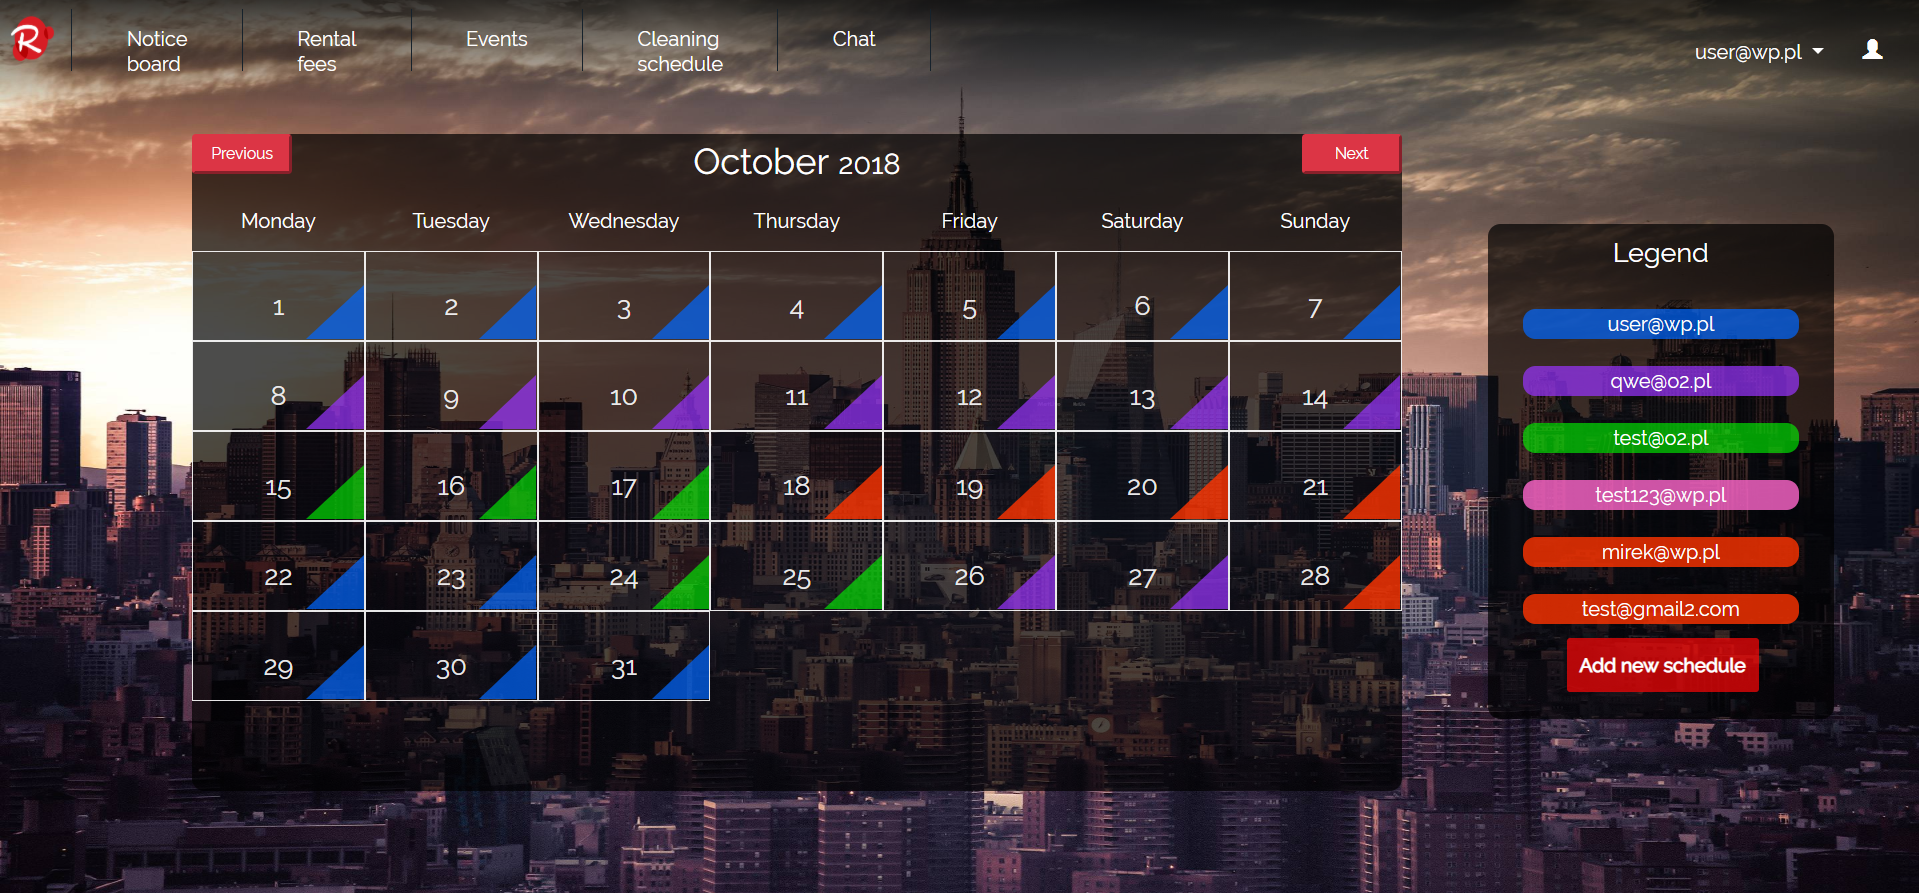 R
Notice
board
Rental
fees
Events
Cleaning
schedule
Chat
user@wp.pl
Previous
October 2018
Next
Monday Tuesday Wednesday Thursday Friday Saturday Sunday
1 2 3 4 5 6 7
8 9 10 11 12 13 14
15 16 17 18 19 20 21
22 23 24 25 26 27 28
29 30 31
Legend
user@wp.pl
qwe@o2.pl
test@o2.pl
test123@wp.pl
mirek@wp.pl
test@gmail2.com
Add new schedule